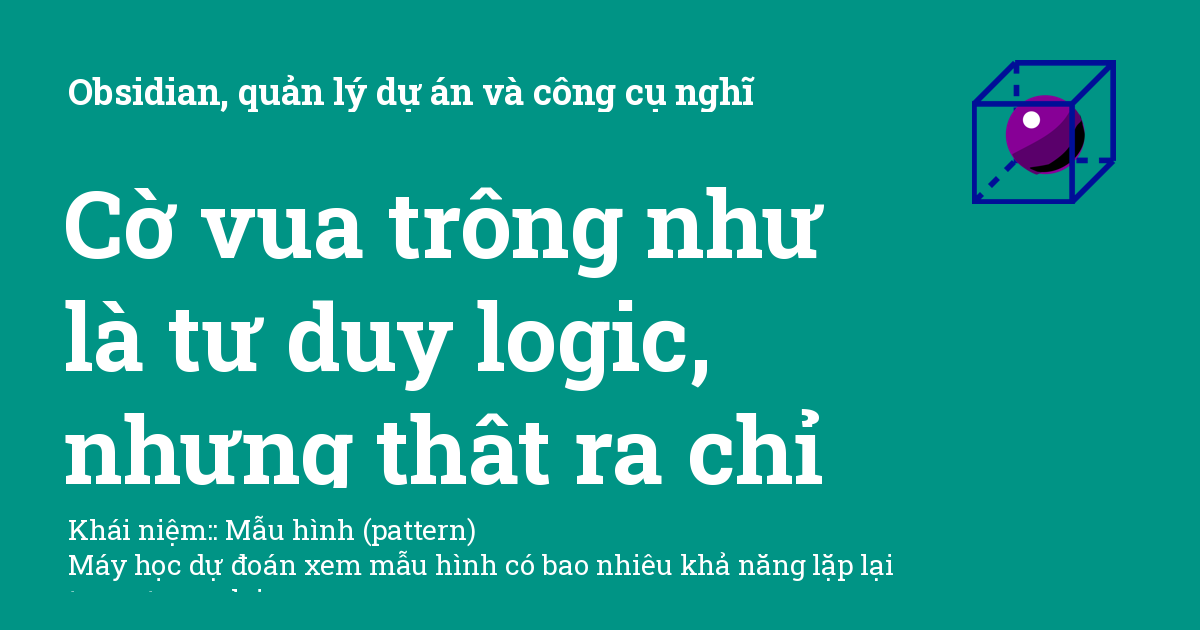 Obsidian, quản lý dự án và công cụ nghĩ
Cờ vua trông như
là tư duy logic,
nhưng thật ra chỉ
Khái niệm:: Mẫu hình (pattern)
Máy học dự đoán xem mẫu hình có bao nhiêu khả năng lặp lại